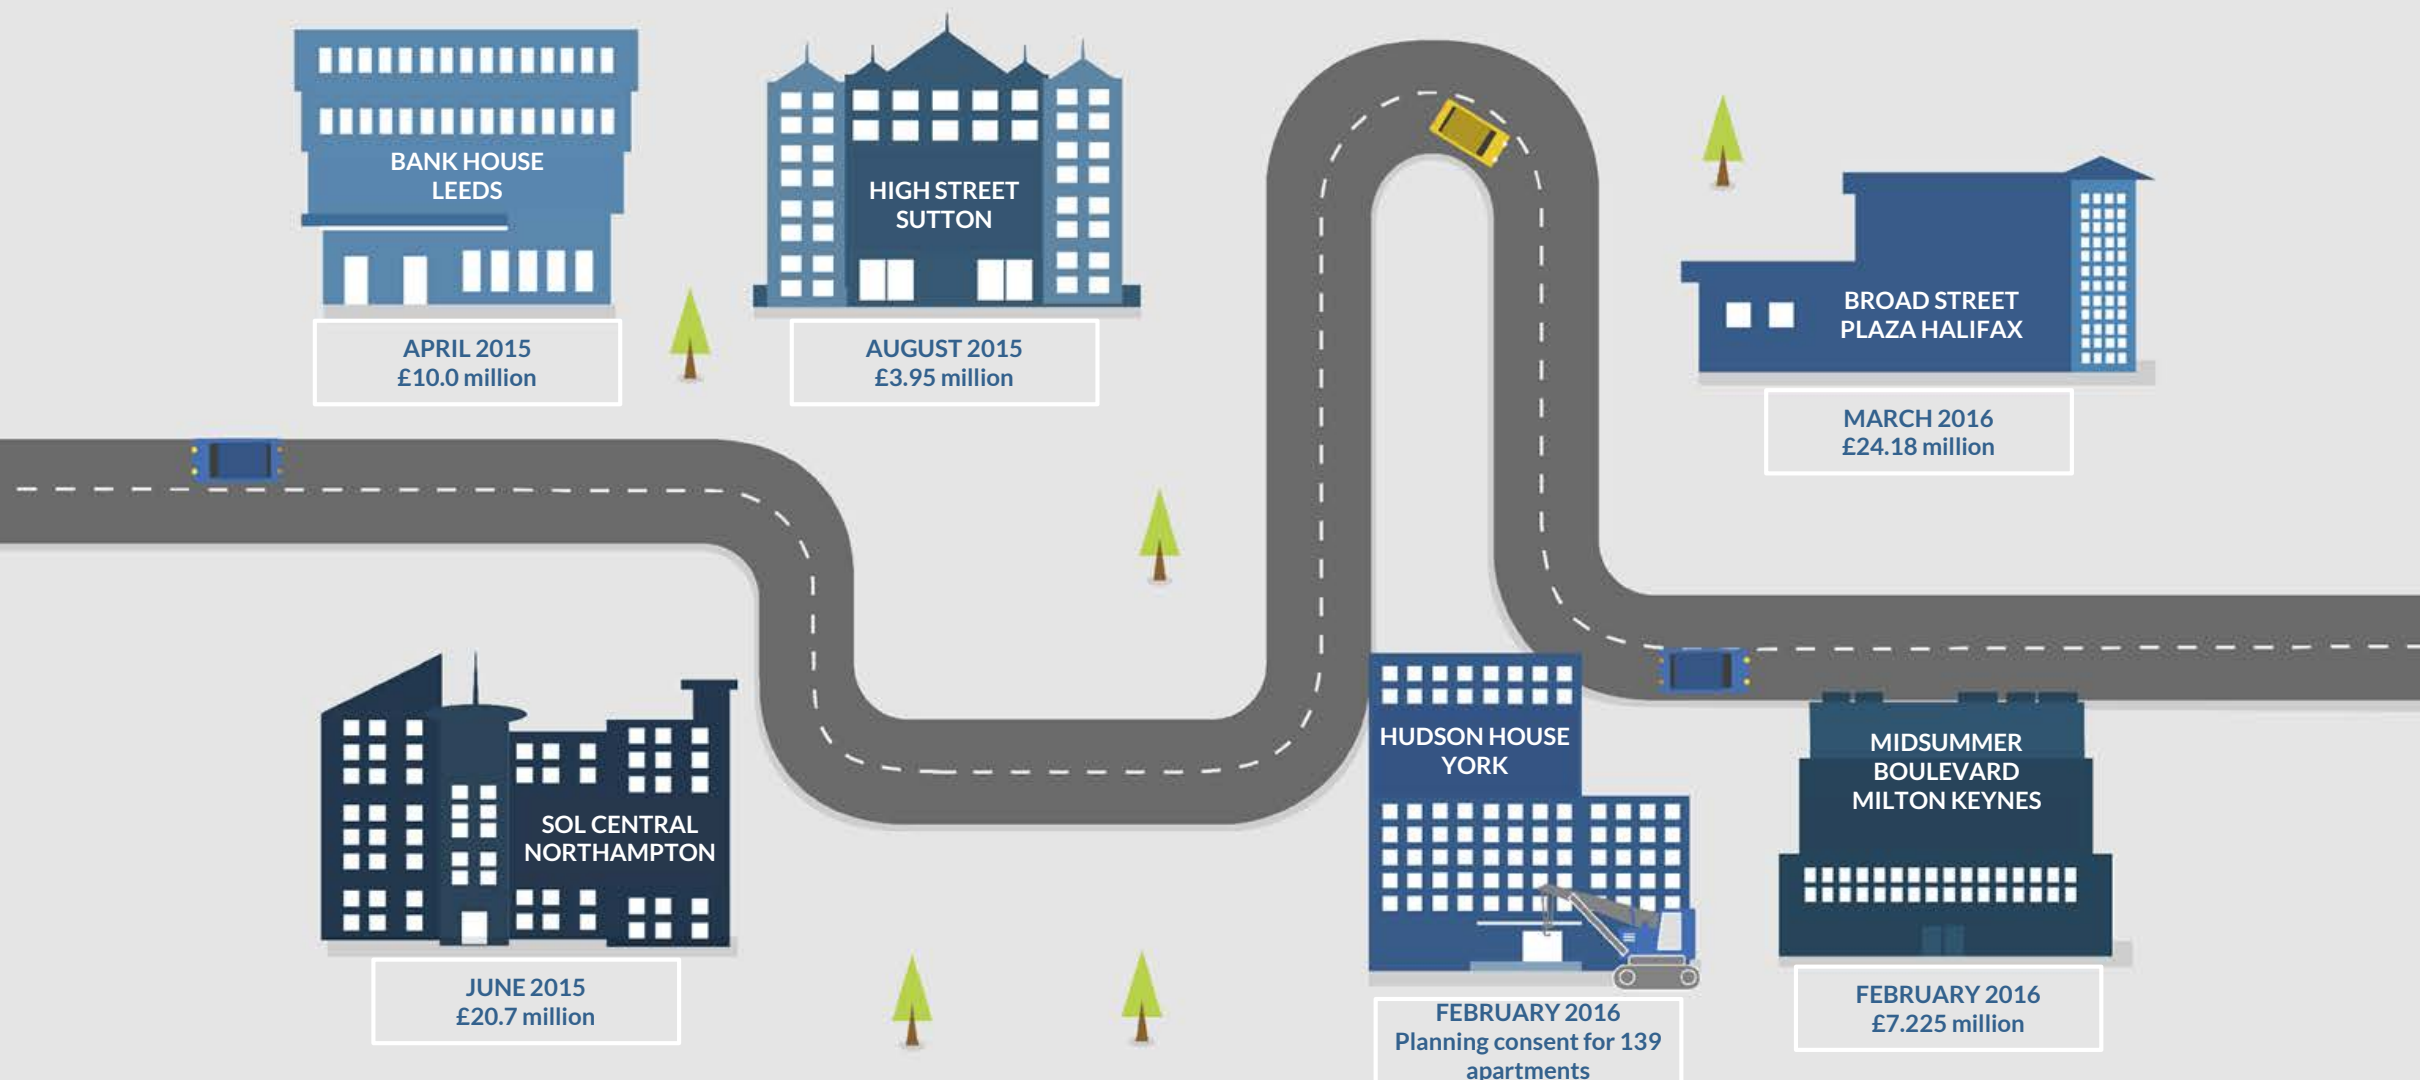 BANK HOUSE
LEEDS
APRIL 2015
£10.0 million
HIGH STREET
SUTTON
AUGUST 2015
£3.95 million
BROAD STREET
PLAZA HALIFAX
MARCH 2016
£24.18 million
SOL CENTRAL
NORTHAMPTON
JUNE 2015
£20.7 million
HUDSON HOUSE
YORK
FEBRUARY 2016
Planning consent for 139
apartments
MIDSUMMER
BOULEVARD
MILTON KEYNES
FEBRUARY 2016
£7.225 million